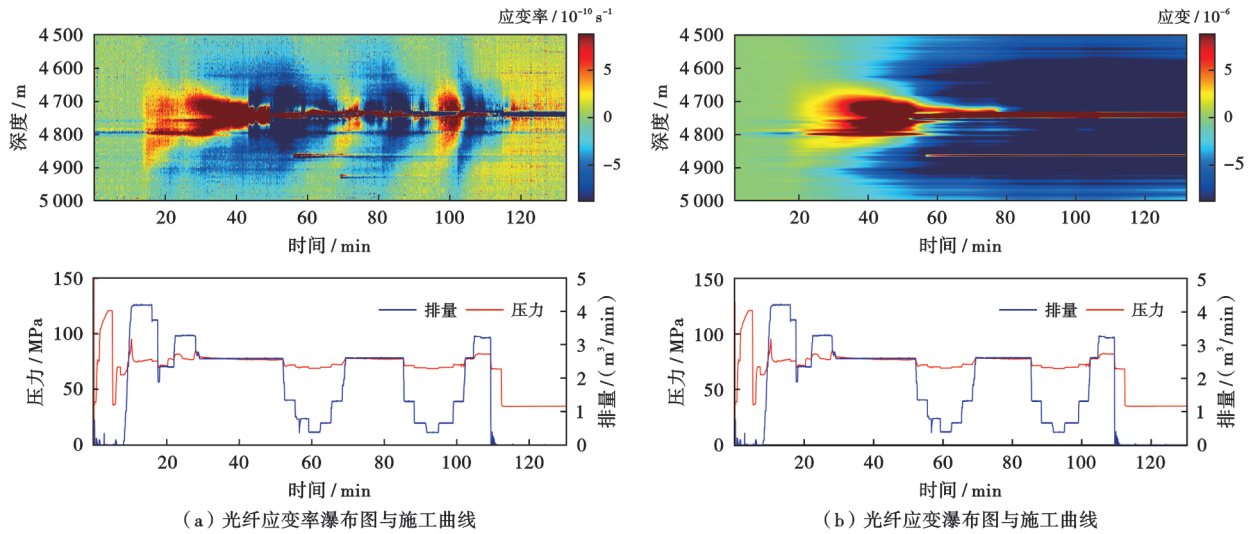 应变率 / 10⁻¹⁰ s⁻¹
4 500
4 600
4 700
4 800
4 900
5 000
深度 / m
5
0
−5
20 40 60 80 100 120
时间 / min
150
100
50
0
压力 / MPa
排量 压力
5
4
3
2
1
0
排量 / (m³/min)
0 20 40 60 80 100 120
时间 / min
(a) 光纤应变率瀑布图与施工曲线
应变 / 10⁻⁶
4 500
4 600
4 700
4 800
4 900
5 000
深度 / m
5
0
−5
20 40 60 80 100 120
时间 / min
150
100
50
0
压力 / MPa
排量 压力
5
4
3
2
1
0
排量 / (m³/min)
0 20 40 60 80 100 120
时间 / min
(b) 光纤应变瀑布图与施工曲线